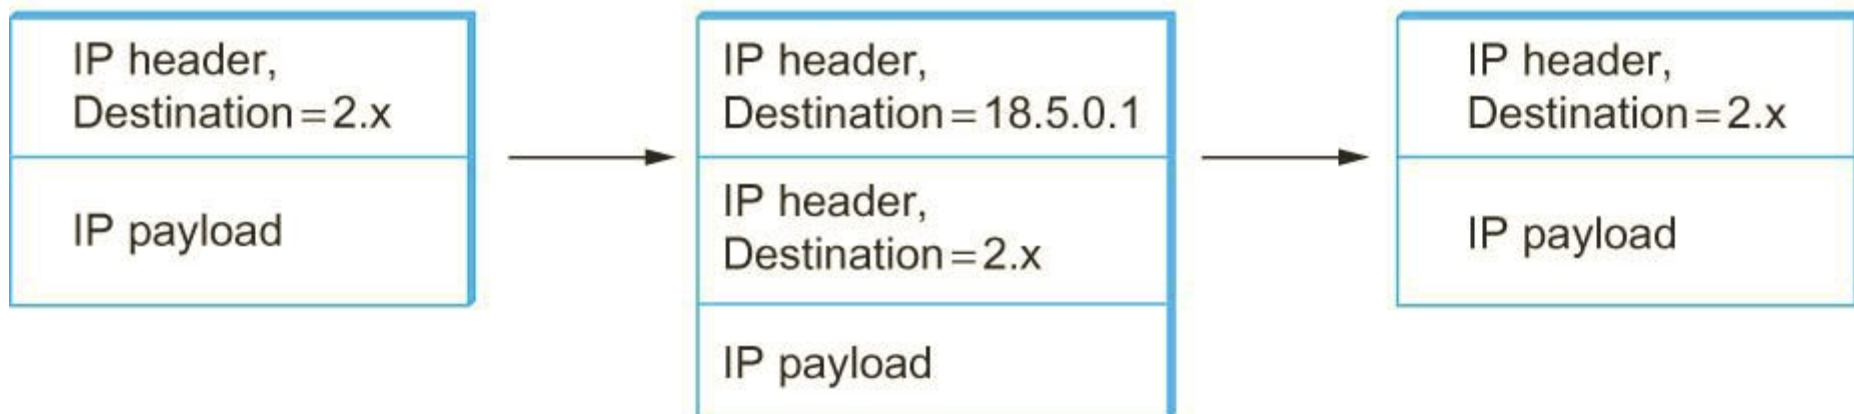 IP header,
Destination=2.x
IP payload
IP header,
Destination=18.5.0.1
IP header,
Destination=2.x
IP payload
IP header,
Destination=2.x
IP payload